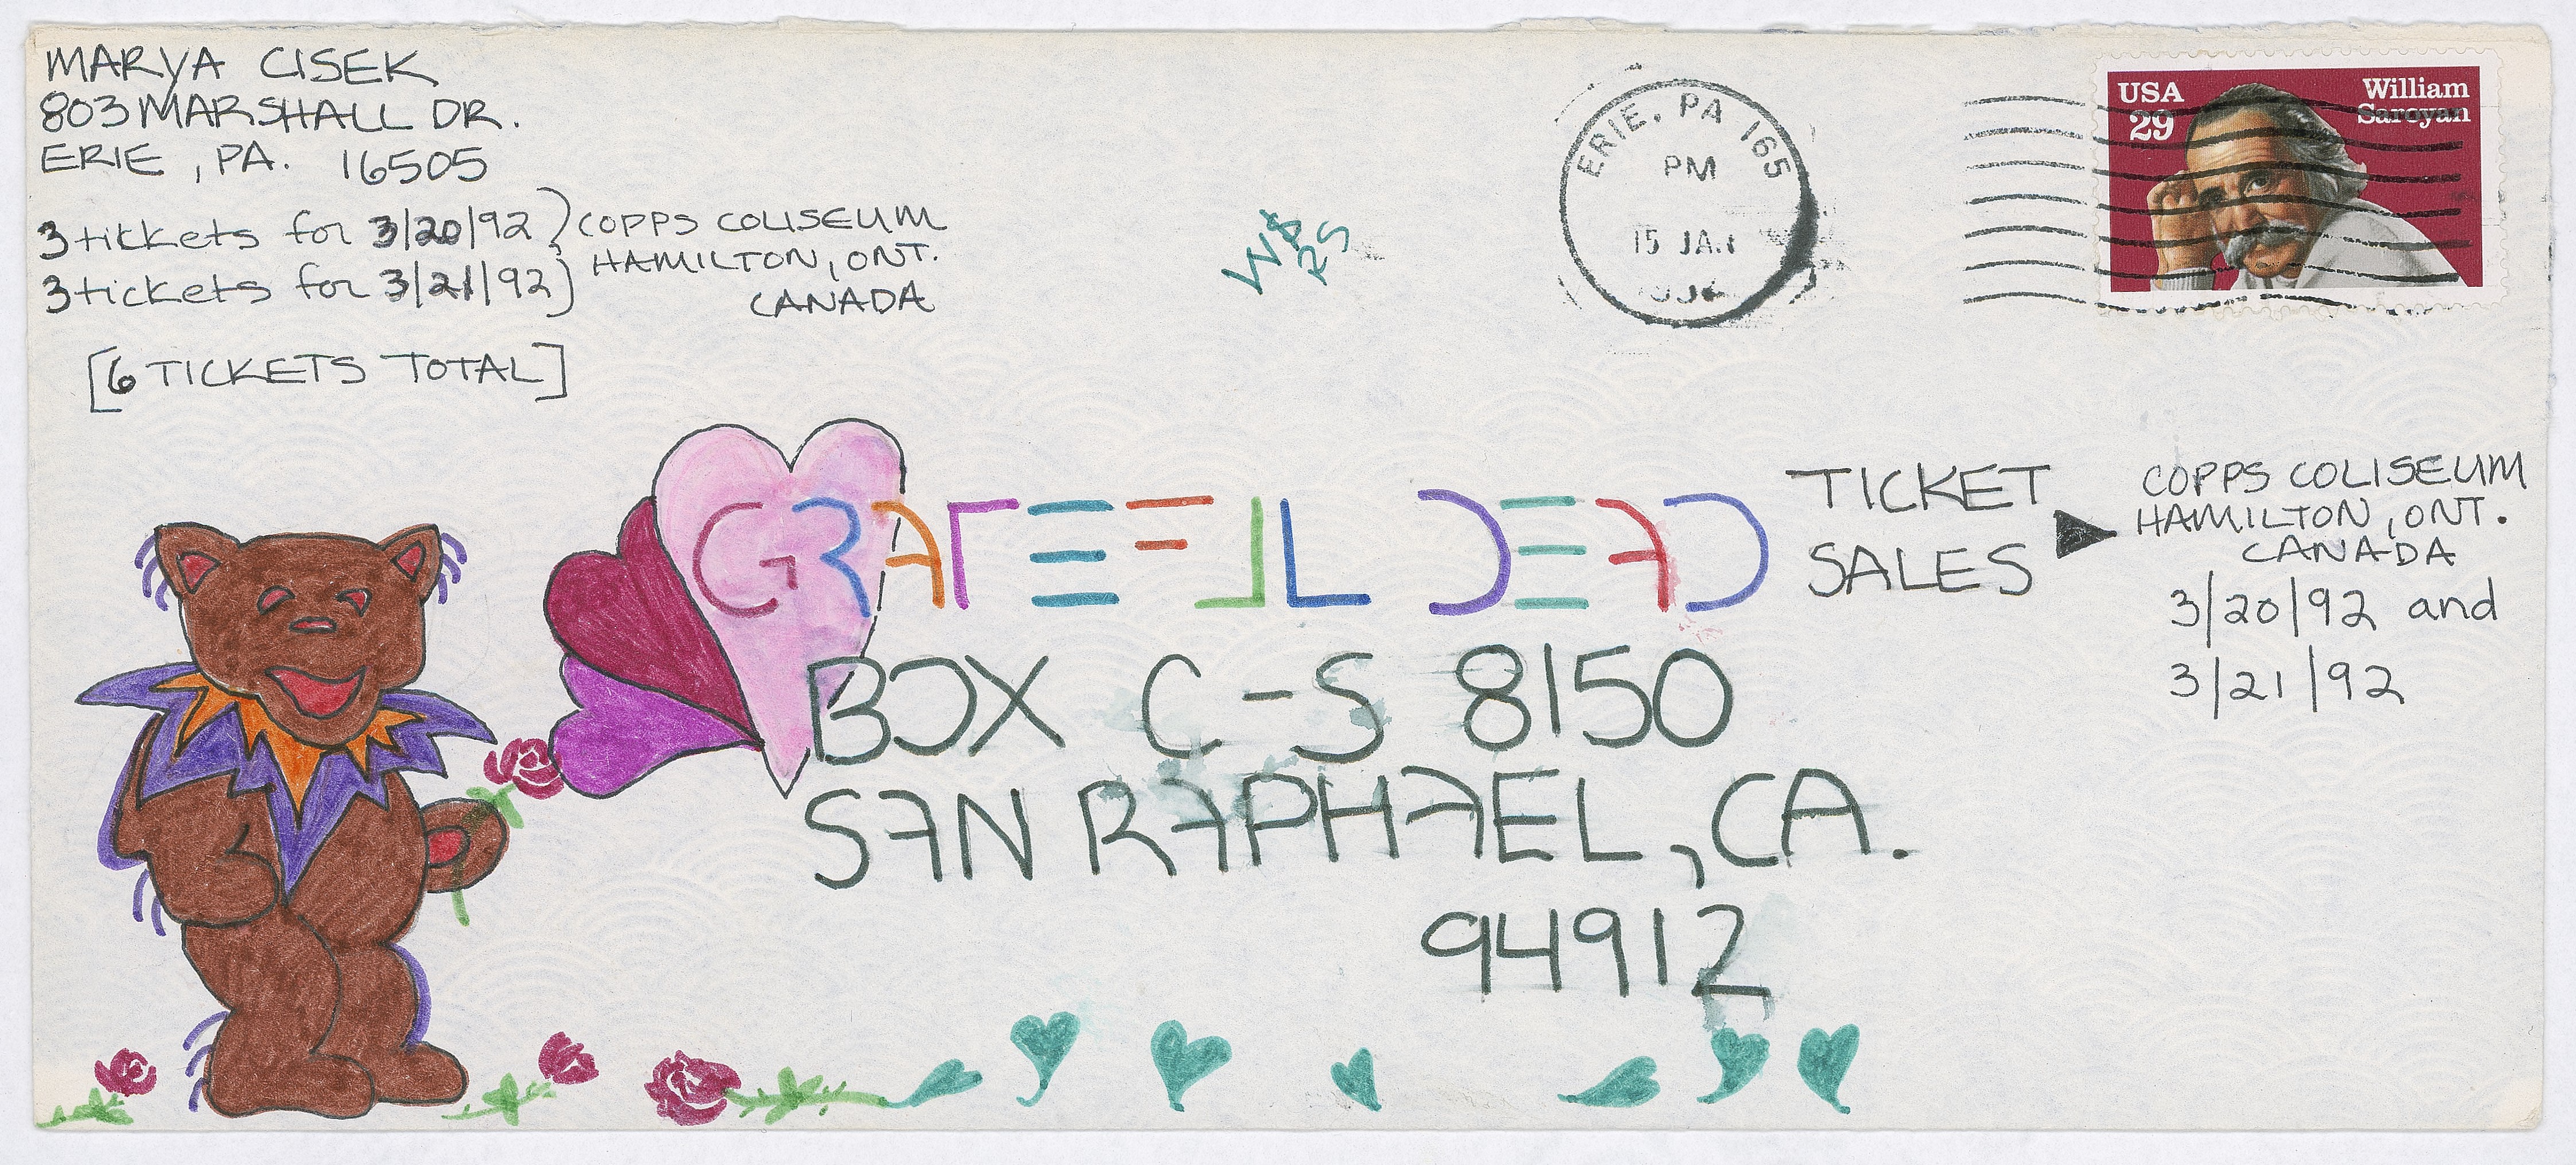 MARYA CISEK
803 MARSHALL DR.
ERIE, PA. 16505
3 tickets for 3/20/92
3 tickets for 3/21/92
COPPS COLISEUM
HAMILTON, ONT.
CANADA
[6 TICKETS TOTAL]
ERIE, PA 165
PM
15 JAN
USA
29
William
Saroyan
GRATEFUL DEAD
TICKET
SALES
BOX C-S 8150
SAN RAPHAEL, CA.
94912
COPPS COLISEUM
HAMILTON, ONT.
CANADA
3/20/92 and
3/21/92